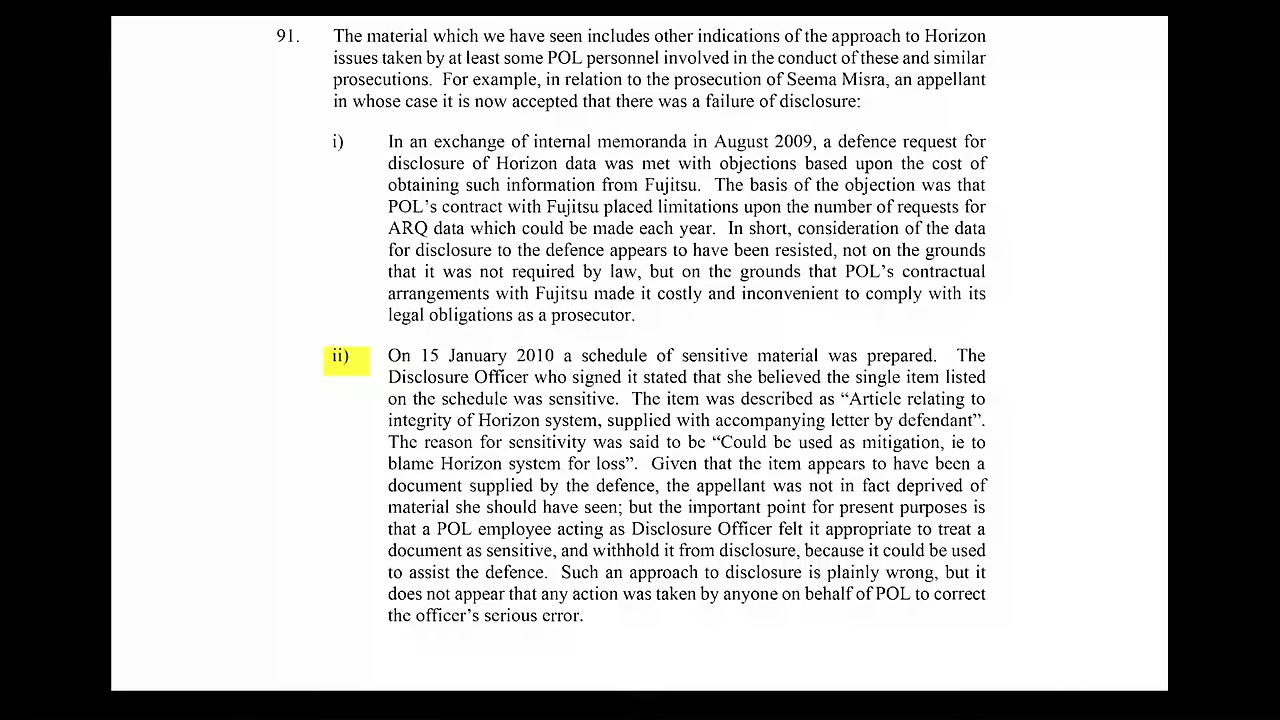 91. The material which we have seen includes other indications of the approach to Horizon
issues taken by at least some POL personnel involved in the conduct of these and similar
prosecutions. For example, in relation to the prosecution of Seema Misra, an appellant
in whose case it is now accepted that there was a failure of disclosure:
i) In an exchange of internal memoranda in August 2009, a defence request for
disclosure of Horizon data was met with objections based upon the cost of
obtaining such information from Fujitsu. The basis of the objection was that
POL's contract with Fujitsu placed limitations upon the number of requests for
ARQ data which could be made each year. In short, consideration of the data
for disclosure to the defence appears to have been resisted, not on the grounds
that it was not required by law, but on the grounds that POL's contractual
arrangements with Fujitsu made it costly and inconvenient to comply with its
legal obligations as a prosecutor.
ii) On 15 January 2010 a schedule of sensitive material was prepared. The
Disclosure Officer who signed it stated that she believed the single item listed
on the schedule was sensitive. The item was described as “Article relating to
integrity of Horizon system, supplied with accompanying letter by defendant”.
The reason for sensitivity was said to be “Could be used as mitigation, ie to
blame Horizon system for loss”. Given that the item appears to have been a
document supplied by the defence, the appellant was not in fact deprived of
material she should have seen; but the important point for present purposes is
that a POL employee acting as Disclosure Officer felt it appropriate to treat a
document as sensitive, and withhold it from disclosure, because it could be used
to assist the defence. Such an approach to disclosure is plainly wrong, but it
does not appear that any action was taken by anyone on behalf of POL to correct
the officer's serious error.